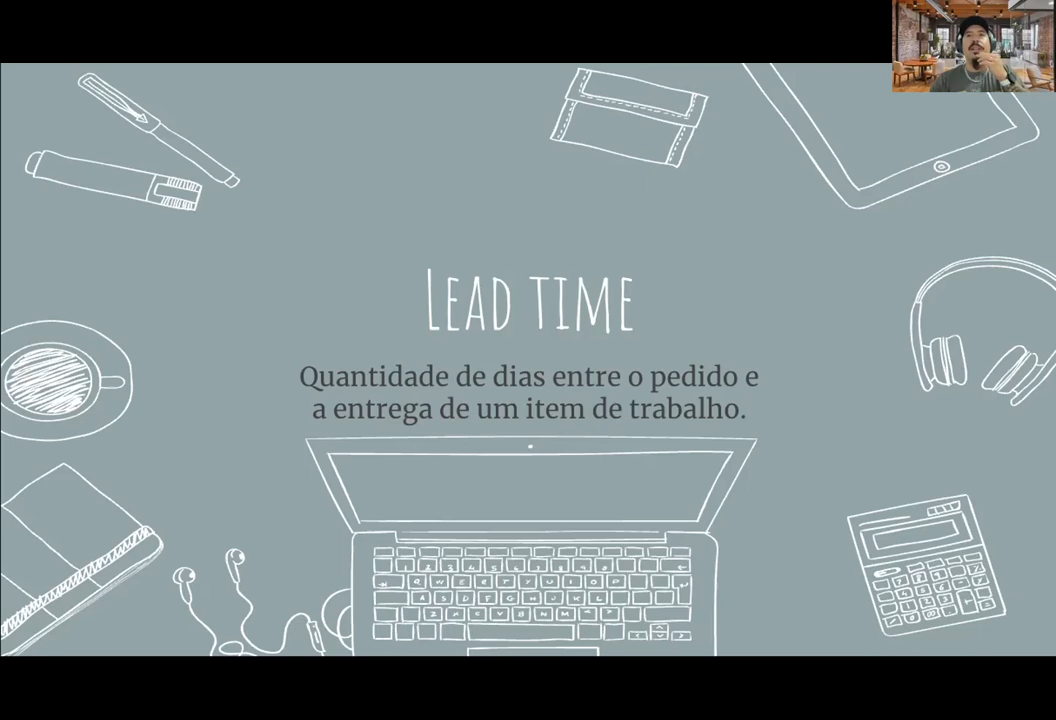 Lead time
Quantidade de dias entre o pedido e
a entrega de um item de trabalho.